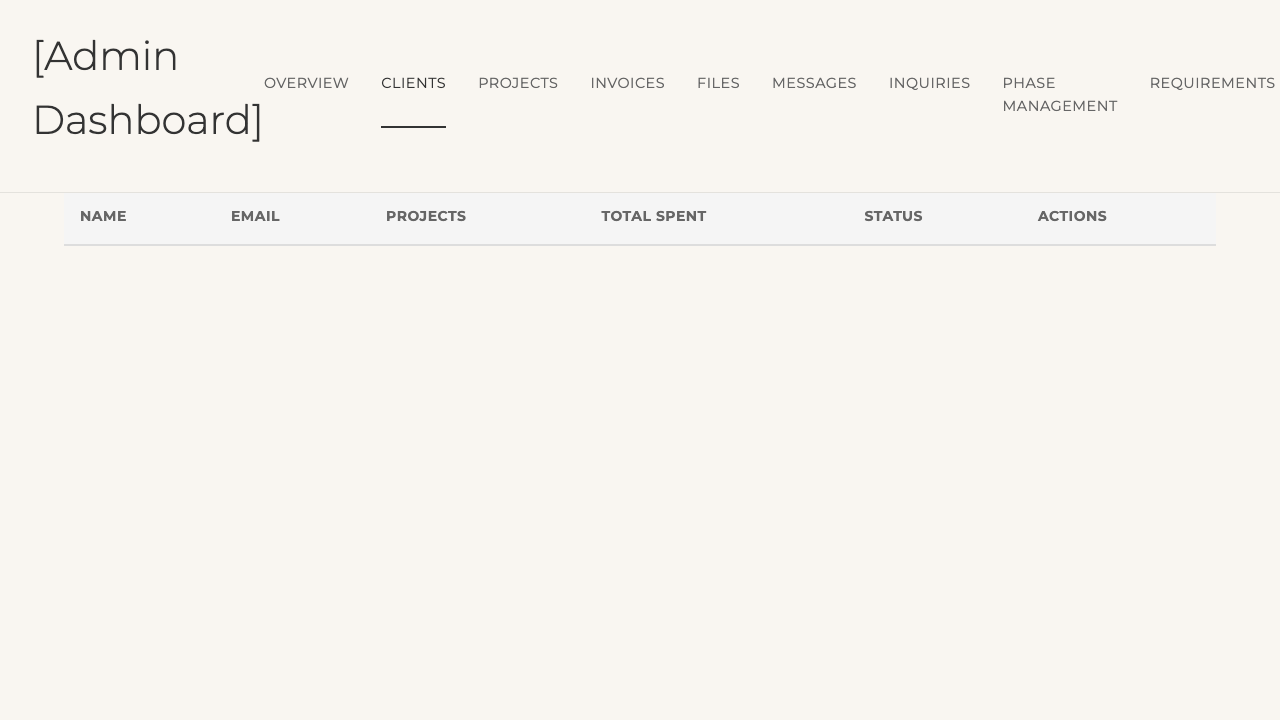 [Admin
Dashboard]
OVERVIEW CLIENTS PROJECTS INVOICES FILES MESSAGES INQUIRIES PHASE MANAGEMENT REQUIREMENTS
NAME EMAIL PROJECTS TOTAL SPENT STATUS ACTIONS